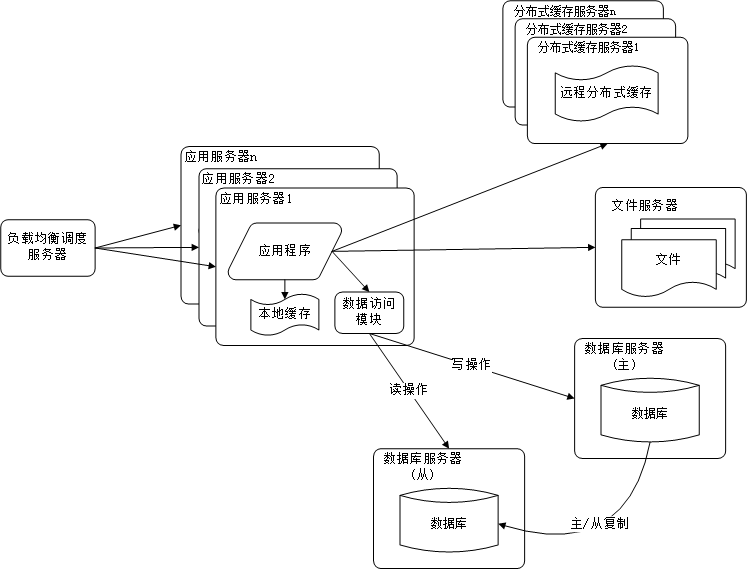 分布式缓存服务器n
分布式缓存服务器2
分布式缓存服务器1
远程分布式缓存
应用服务器n
应用服务器2
应用服务器1
负载均衡调度
服务器
应用程序
本地缓存
数据访问
模块
文件服务器
文件
写操作
读操作
数据库服务器
(主)
数据库
数据库服务器
(从)
数据库
主/从复制